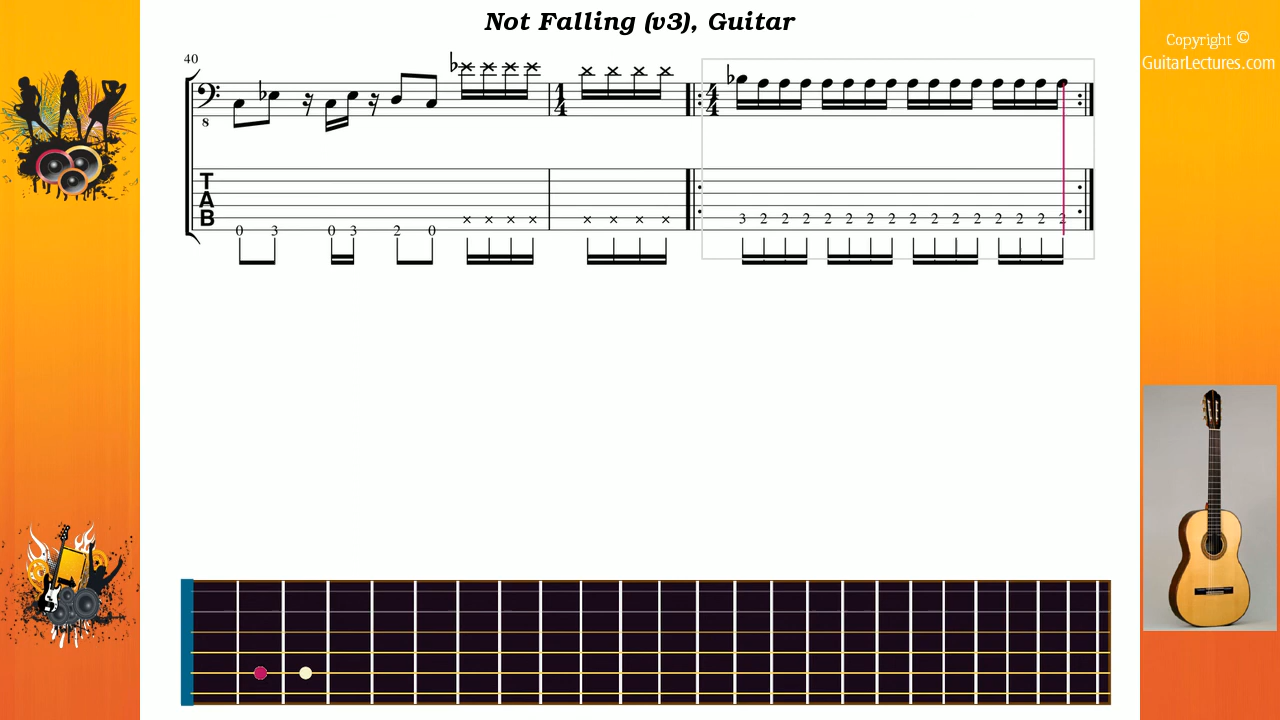 Not Falling (v3), Guitar
Copyright ©
GuitarLectures.com
40
8
1
4
4
4
T
A
B
× × × × × × × × 3 2 2 2 2 2 2 2 2 2 2 2 2 2 2 2
0 3 0 3 2 0